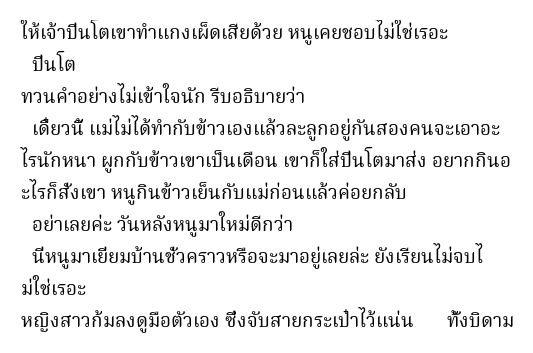 ให้เจ้าปิ่นโตเขาทำแกงเผ็ดเสียด้วย หนูเคยชอบไม่ใช่เรอะ
ปิ่นโต
ทวนคำอย่างไม่เข้าใจนัก รีบอธิบายว่า
เดี๋ยวนี้ แม่ไม่ได้ทำกับข้าวเองแล้วละลูกอยู่กันสองคนจะเอาอะ
ไรนักหนา ผูกกับข้าวเขาเป็นเดือน เขาก็ใส่ปิ่นโตมาส่ง อยากกินอ
ะไรก็สั่งเขา หนูกินข้าวเย็นกับแม่ก่อนแล้วค่อยกลับ
อย่าเลยค่ะ วันหลังหนูมาใหม่ดีกว่า
นี่หนูมาเยี่ยมบ้านชั่วคราวหรือจะมาอยู่เลยล่ะ ยังเรียนไม่จบไ
ม่ใช่เรอะ
หญิงสาวก้มลงดูมือตัวเอง ซึ่งจับสายกระเป๋าไว้แน่น ทั้งบิดาม